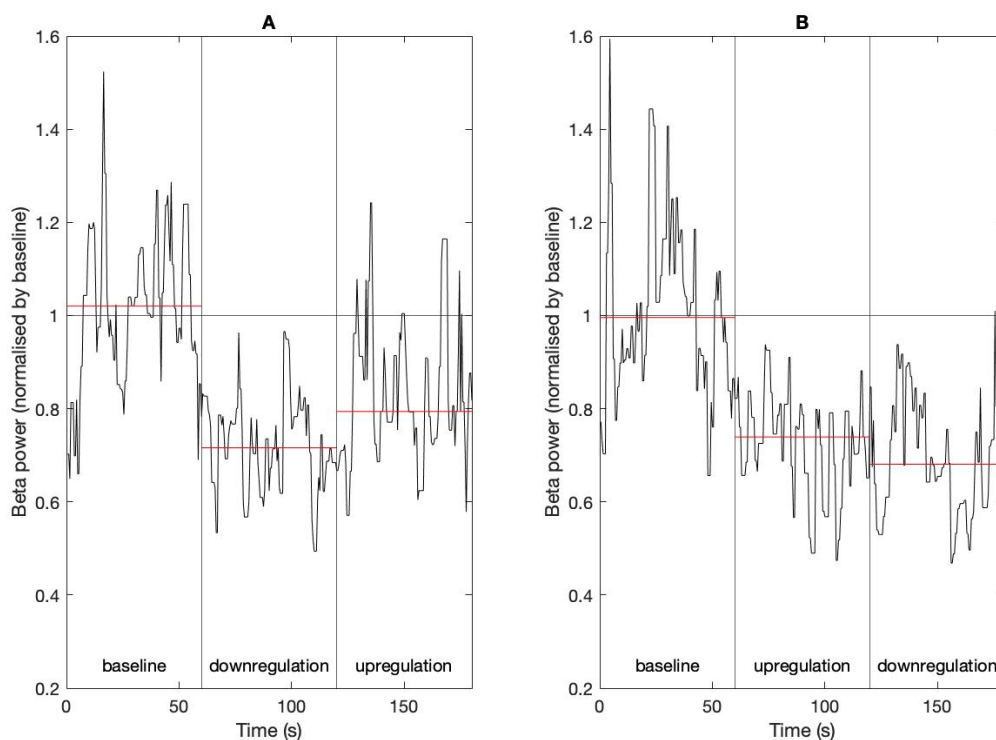 A
Beta power (normalised by baseline)
1.6
1.4
1.2
1
0.8
0.6
0.4
0.2
baseline
downregulation
upregulation
0
50
100
150
Time (s)
B
Beta power (normalised by baseline)
1.6
1.4
1.2
1
0.8
0.6
0.4
0.2
baseline
upregulation
downregulation
0
50
100
150
Time (s)